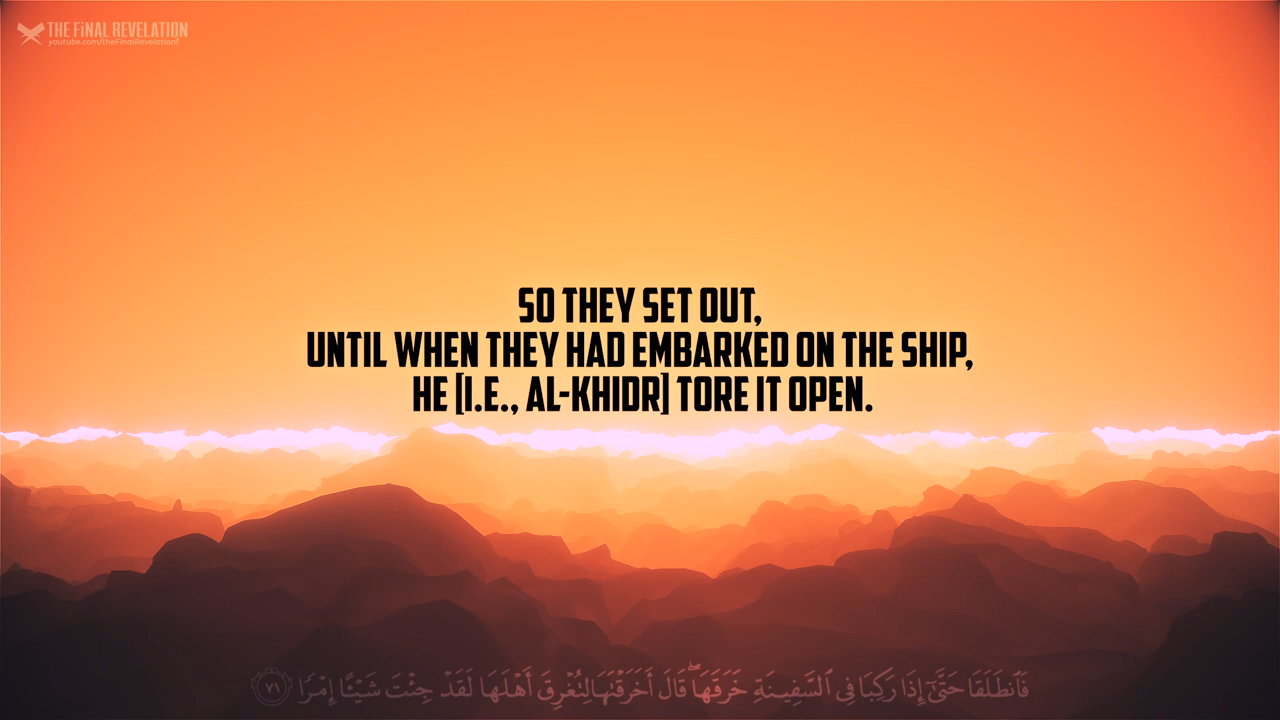 THE FINAL REVELATION
youtube.com/theFinalRevelation1
SO THEY SET OUT,
UNTIL WHEN THEY HAD EMBARKED ON THE SHIP,
HE [I.E., AL-KHIDR] TORE IT OPEN.
فَٱنطَلَقَا حَتَّىٰٓ إِذَا رَكِبَا فِى ٱلسَّفِينَةِ خَرَقَهَا ۖ قَالَ أَخَرَقْتَهَا لِتُغْرِقَ أَهْلَهَا لَقَدْ جِئْتَ شَيْـًٔا إِمْرًا ٧١